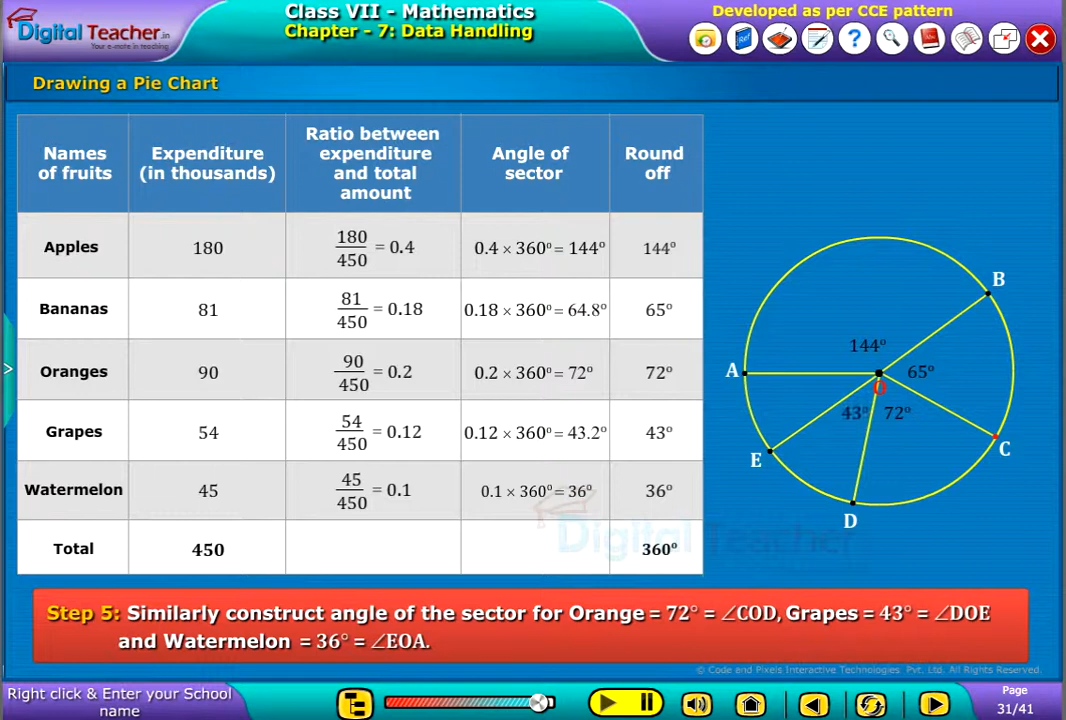 Digital Teacher.in
Your e-mate in teaching
Class VII - Mathematics
Chapter - 7: Data Handling
Developed as per CCE pattern
Ref
?
Drawing a Pie Chart
Names of fruits
Expenditure (in thousands)
Ratio between expenditure and total amount
Angle of sector
Round off
Apples 180 180/450 = 0.4 0.4 × 360° = 144° 144°
Bananas 81 81/450 = 0.18 0.18 × 360° = 64.8° 65°
Oranges 90 90/450 = 0.2 0.2 × 360° = 72° 72°
Grapes 54 54/450 = 0.12 0.12 × 360° = 43.2° 43°
Watermelon 45 45/450 = 0.1 0.1 × 360° = 36° 36°
Total 450 360°
B
144°
A
65°
O
43° 72°
C
E
D
Digital Teacher
Step 5: Similarly construct angle of the sector for Orange = 72° = ∠COD, Grapes = 43° = ∠DOE
and Watermelon = 36° = ∠EOA.
© Code and Pixels Interactive Technologies Pvt. Ltd. All Rights Reserved.
Right click & Enter your School
name
Page
31/41